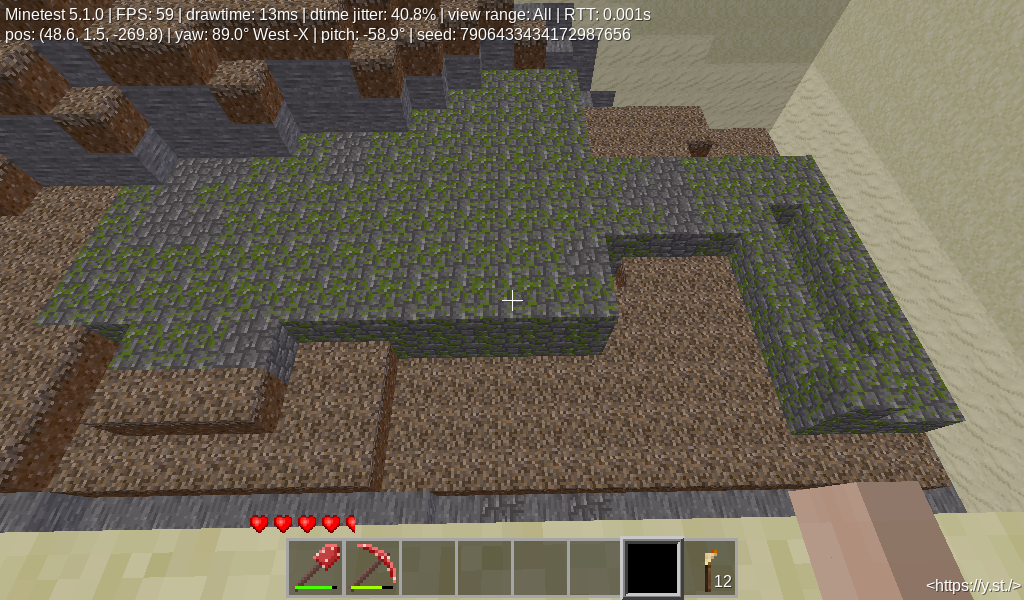 Minetest 5.1.0 | FPS: 59 | drawtime: 13ms | dtime jitter: 40.8% | view range: All | RTT: 0.001s
pos: (48.6, 1.5, -269.8) | yaw: 89.0° West -X | pitch: -58.9° | seed: 7906433434172987656
12
<https://y.st./>